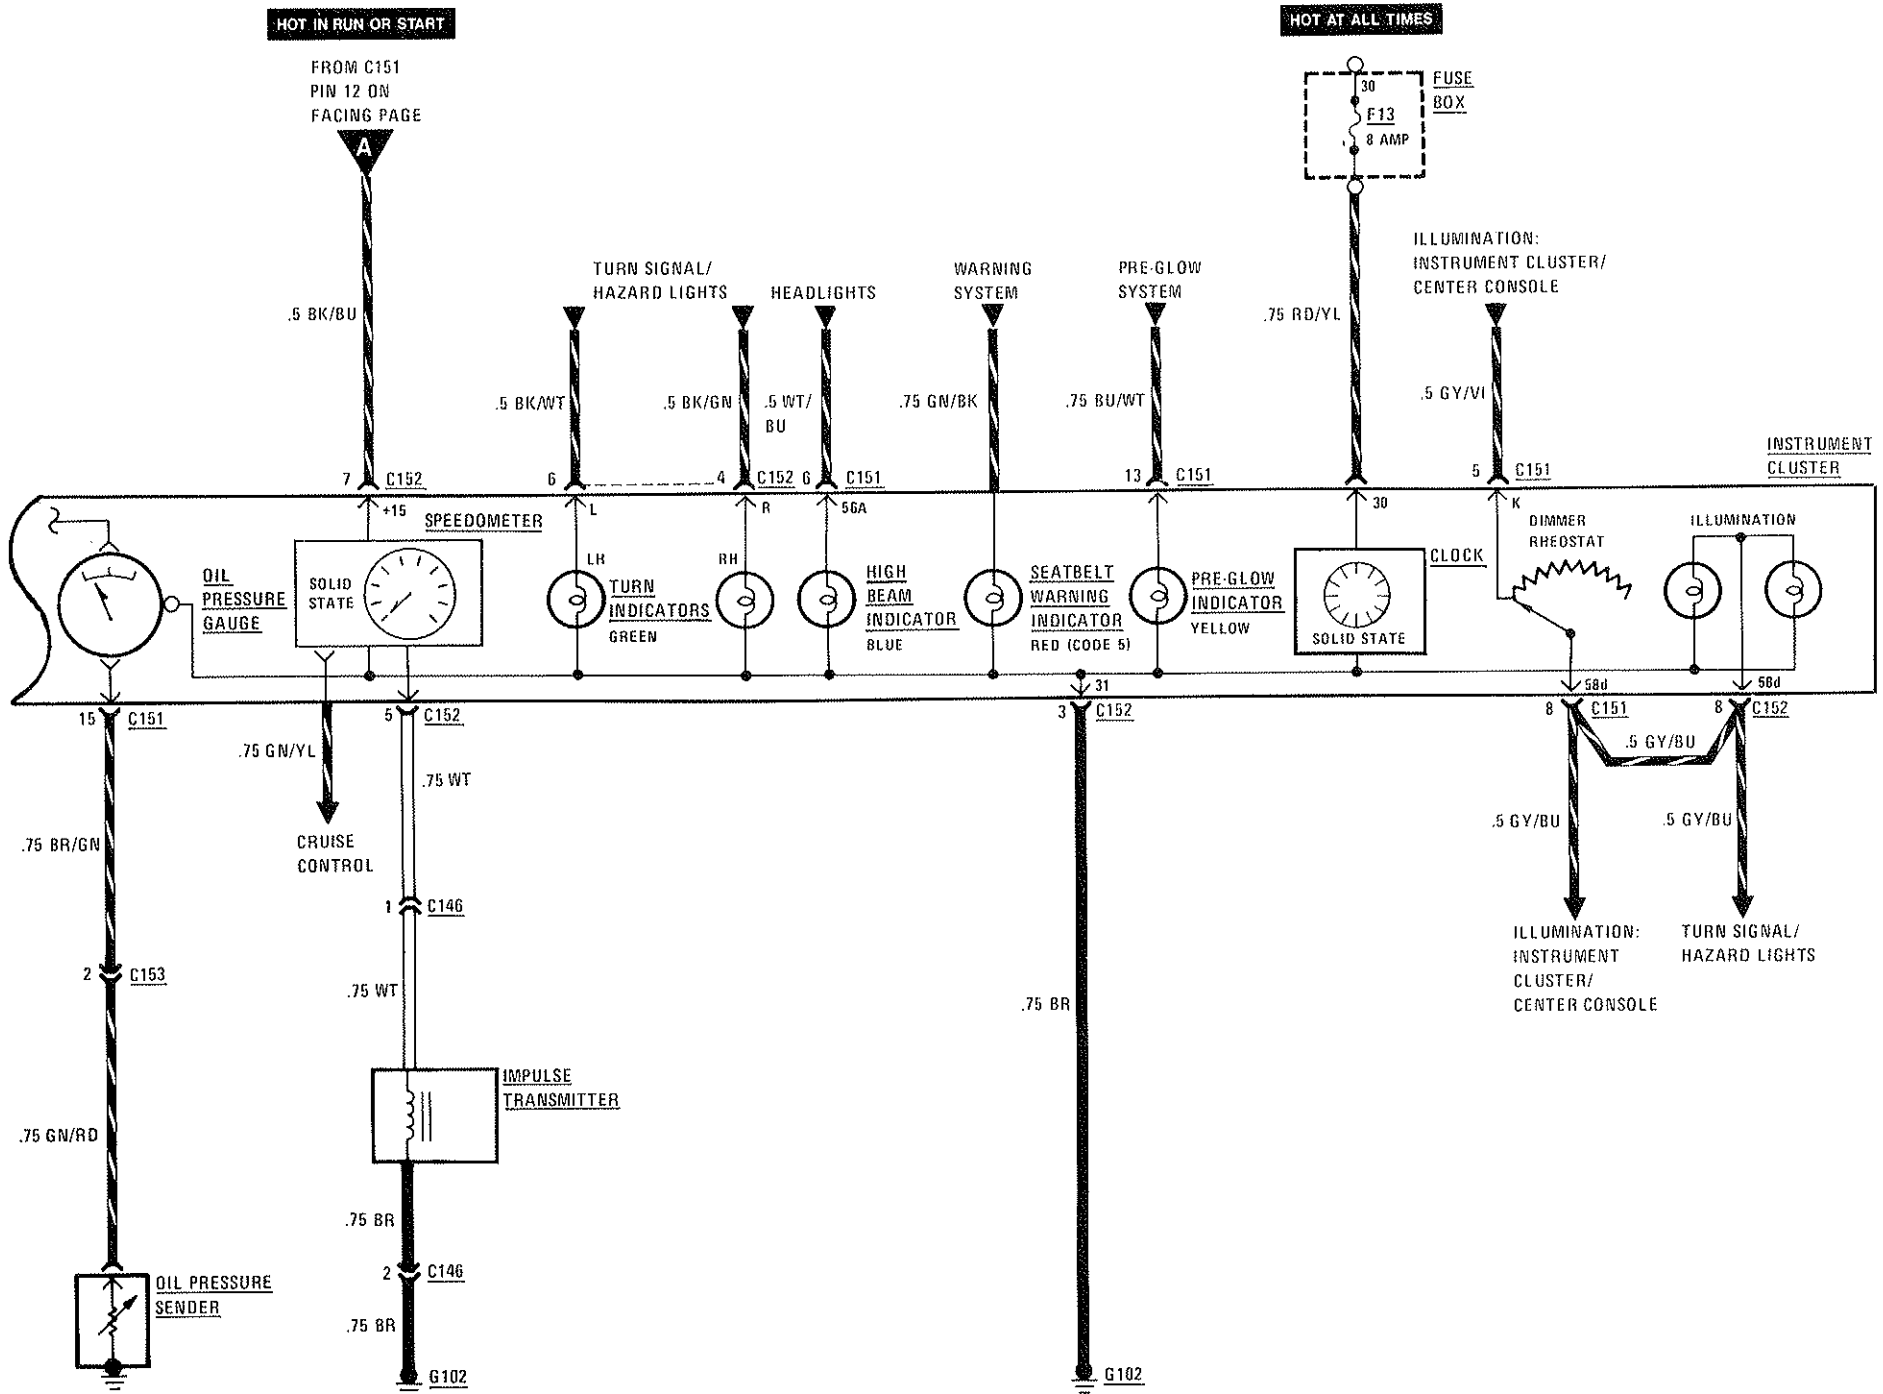 HOT IN RUN OR START
HOT AT ALL TIMES
FROM C151
PIN 12 ON
FACING PAGE
A
30
F13
8 AMP
FUSE
BOX
TURN SIGNAL/
HAZARD LIGHTS
HEADLIGHTS
WARNING
SYSTEM
PRE-GLOW
SYSTEM
ILLUMINATION:
INSTRUMENT CLUSTER/
CENTER CONSOLE
.5 BK/BU
.5 BK/WT
.5 BK/GN
.5 WT/
BU
.75 GN/BK
.75 BU/WT
.75 RD/YL
.5 GY/VI
7 C152
6
4 C152
6 C151
13 C151
5 C151
INSTRUMENT
CLUSTER
+15
L
R
56A
30
K
SPEEDOMETER
SOLID
STATE
OIL
PRESSURE
GAUGE
LH
TURN
INDICATORS
GREEN
RH
HIGH
BEAM
INDICATOR
BLUE
SEATBELT
WARNING
INDICATOR
RED (CODE 5)
PRE-GLOW
INDICATOR
YELLOW
CLOCK
SOLID STATE
DIMMER
RHEOSTAT
ILLUMINATION
31
58d
58d
15 C151
5 C152
3 C152
8 C151
8 C152
.75 GN/YL
CRUISE
CONTROL
.75 WT
.5 GY/BU
.5 GY/BU
.5 GY/BU
.75 BR/GN
1 C146
2 C153
.75 WT
.75 BR
ILLUMINATION:
INSTRUMENT
CLUSTER/
CENTER CONSOLE
TURN SIGNAL/
HAZARD LIGHTS
IMPULSE
TRANSMITTER
.75 GN/RD
.75 BR
2 C146
OIL PRESSURE
SENDER
.75 BR
G102
G102